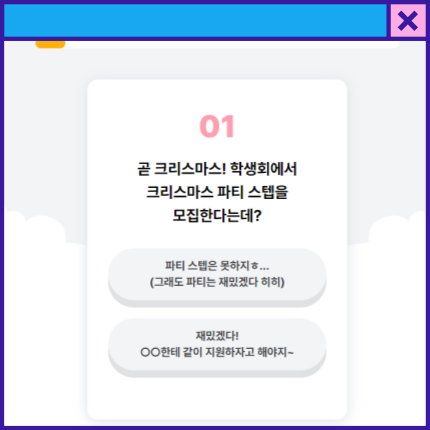 01
곧 크리스마스! 학생회에서
크리스마스 파티 스텝을
모집한다는데?
파티 스텝은 못하지ㅎ...
(그래도 파티는 재밌겠다 히히)
재밌겠다!
○○한테 같이 지원하자고 해야지~